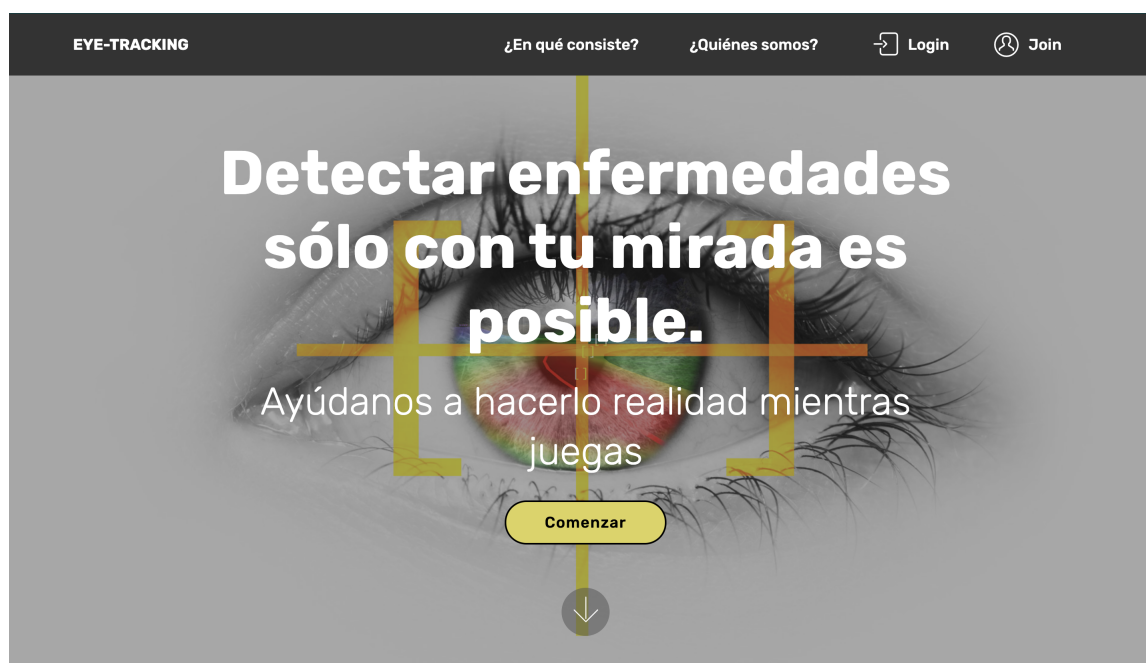 EYE-TRACKING ¿En qué consiste? ¿Quiénes somos? Login Join
Detectar enfermedades
sólo con tu mirada es
posible.
Ayúdanos a hacerlo realidad mientras
juegas
Comenzar